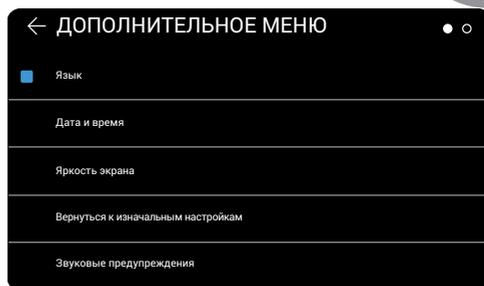 ДОПОЛНИТЕЛЬНОЕ МЕНЮ
Язык
Дата и время
Яркость экрана
Вернуться к изначальным настройкам
Звуковые предупреждения